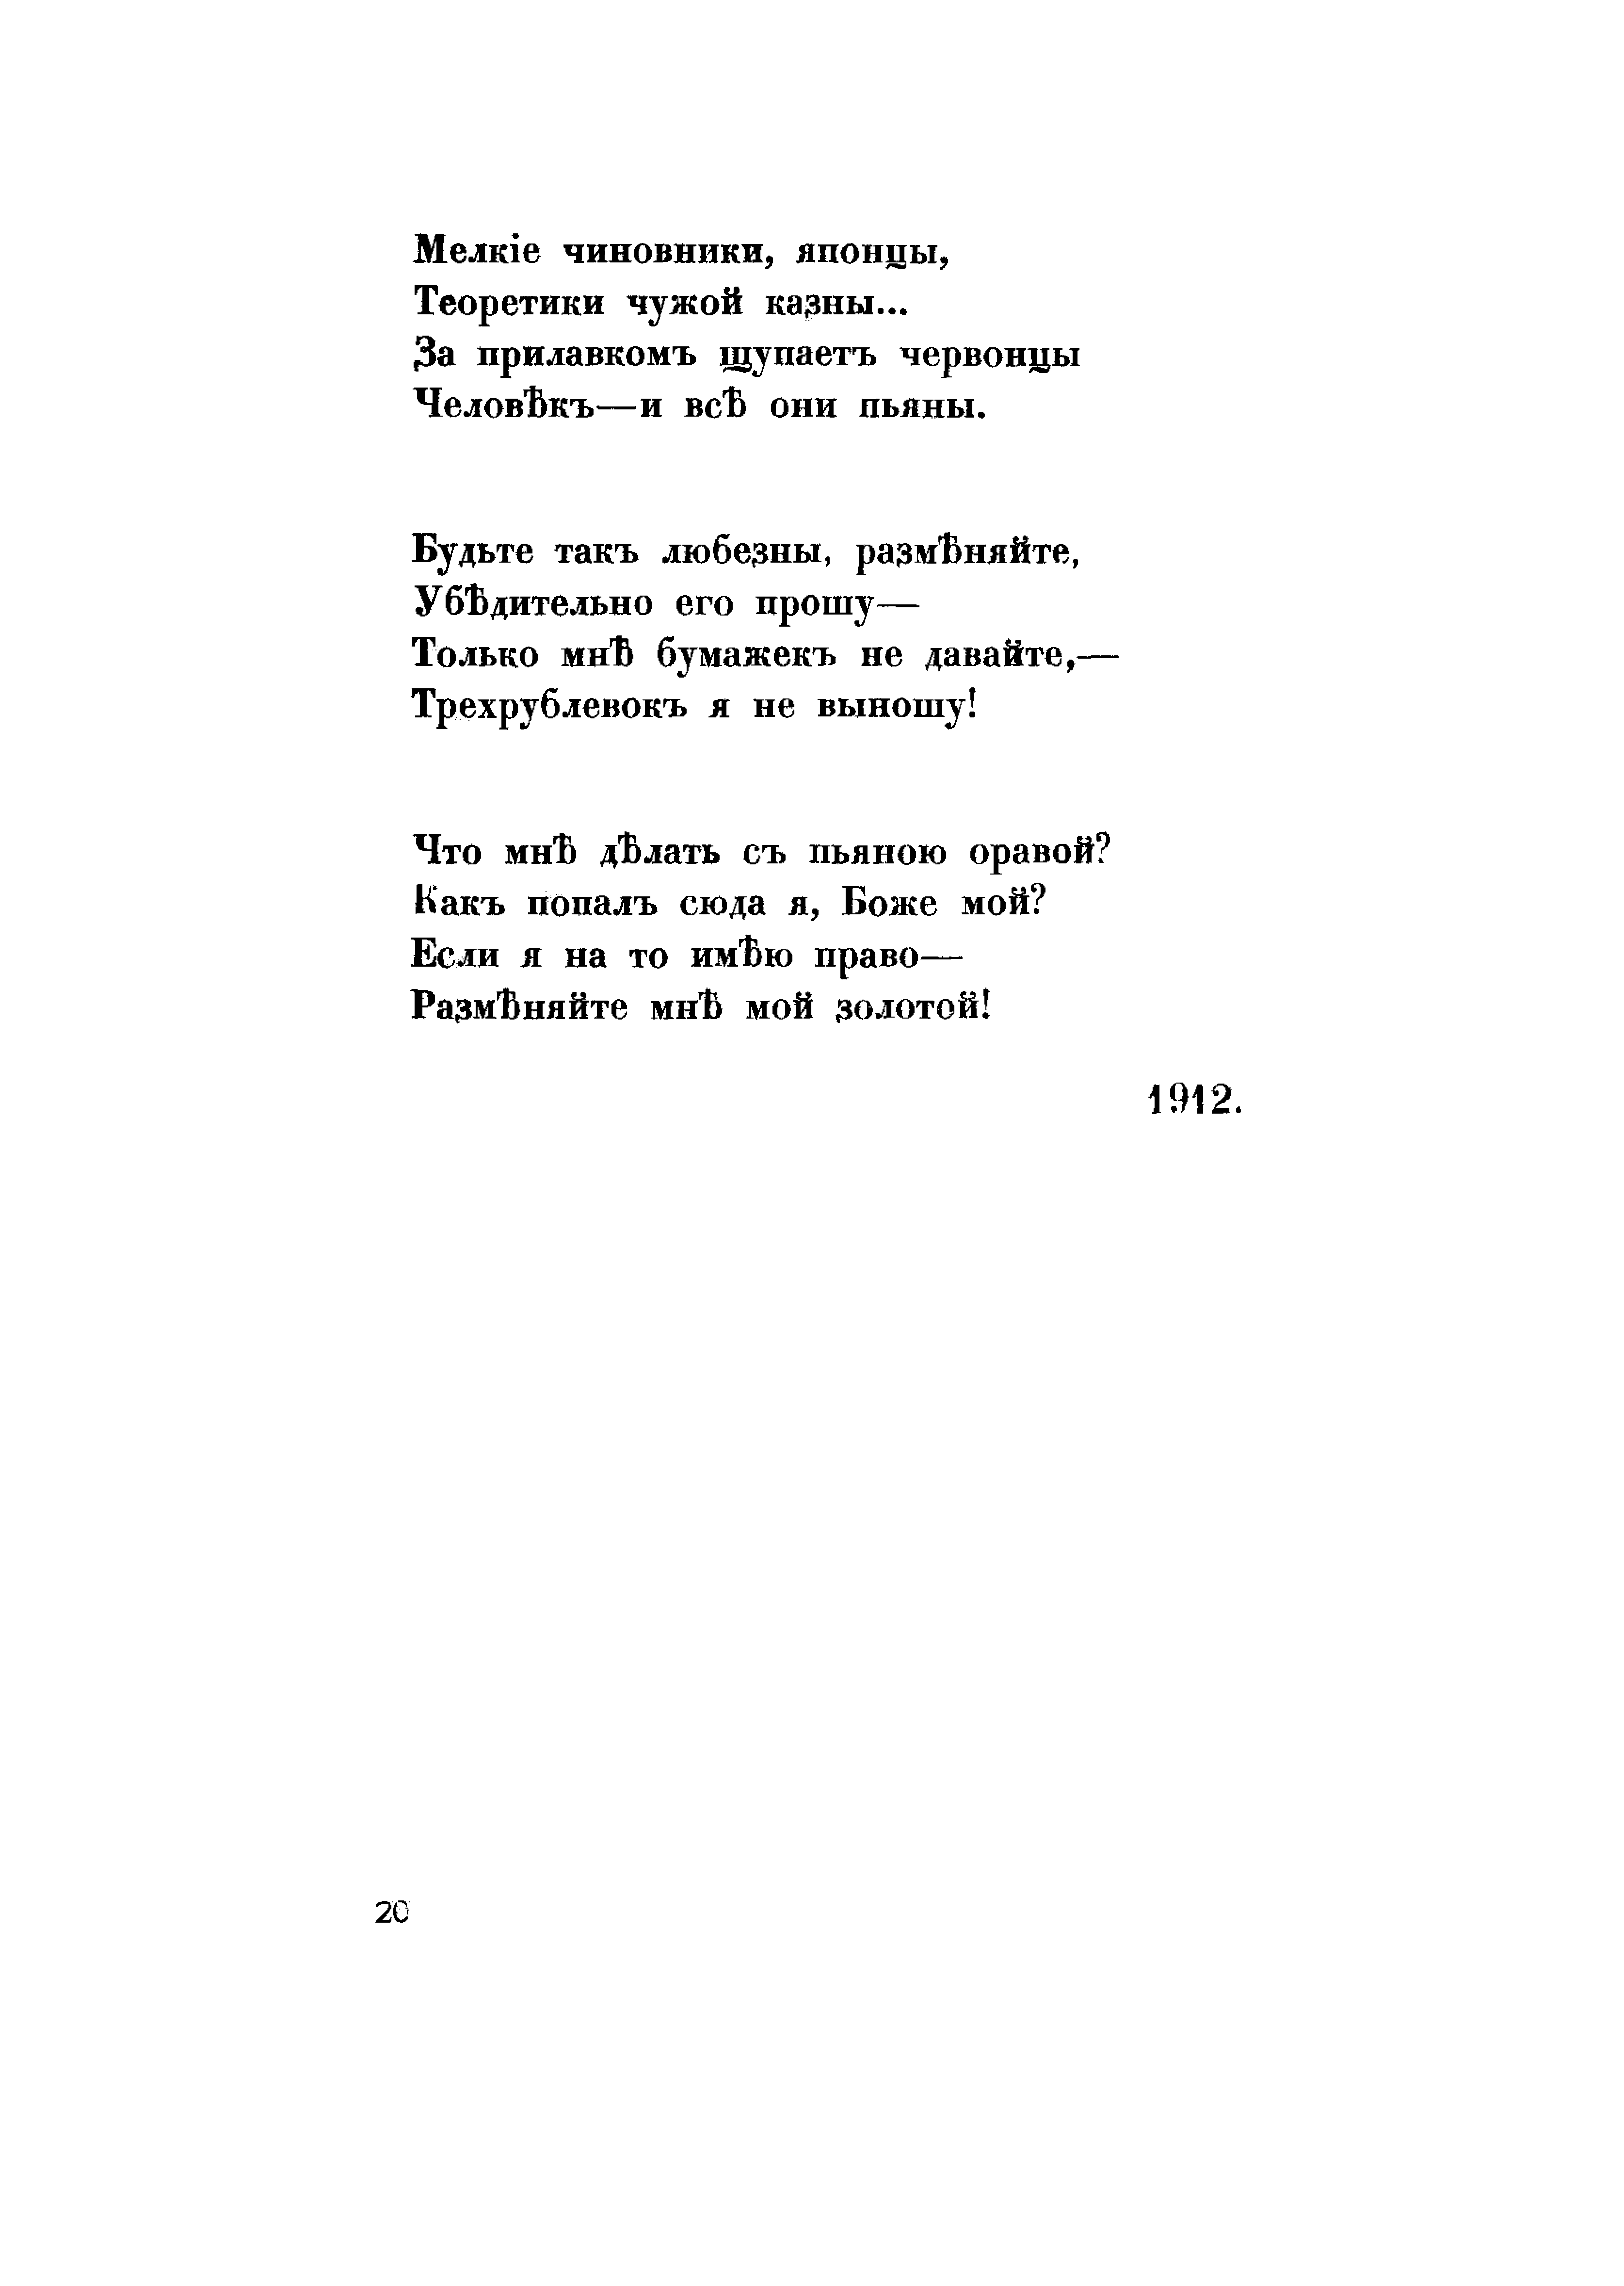 Мелкіе чиновники, японцы,
Теоретики чужой казны...
За прилавкомъ щупаетъ червонцы
Человѣкъ—и всѣ они пьяны.
Будьте такъ любезны, размѣняйте,
Убѣдительно его прошу—
Только мнѣ бумажекъ не давайте,—
Трехрублевокъ я не выношу!
Что мнѣ дѣлать съ пьяною оравой?
Какъ попалъ сюда я, Боже мой?
Если я на то имѣю право—
Размѣняйте мнѣ мой золотой!
1912.
20